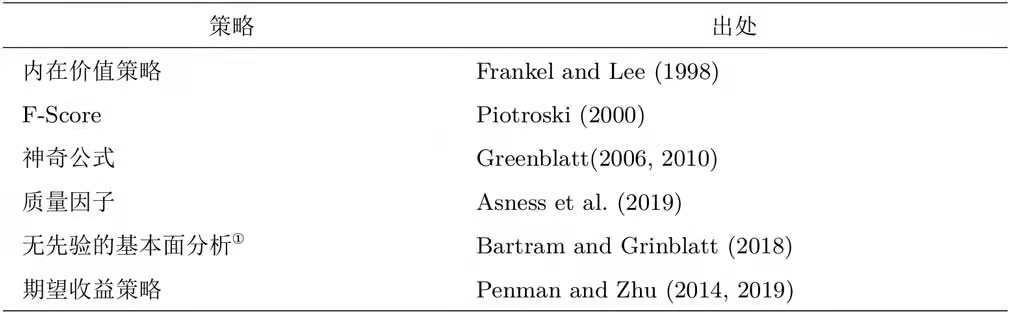 策略 出处
内在价值策略 Frankel and Lee (1998)
F-Score Piotroski (2000)
神奇公式 Greenblatt(2006, 2010)
质量因子 Asness et al. (2019)
无先验的基本面分析① Bartram and Grinblatt (2018)
期望收益策略 Penman and Zhu (2014, 2019)